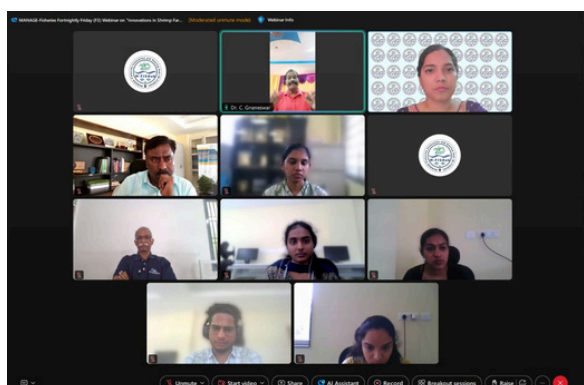 MANAGE-Fisheries Fortnightly Friday (F3) Webinar on "Innovations in Shrimp Far... (Moderated unmute mode) Webinar Info
Dr. C. Gnaneswar
Unmute Start video Share AI Assistant Record Breakout sessions Raise